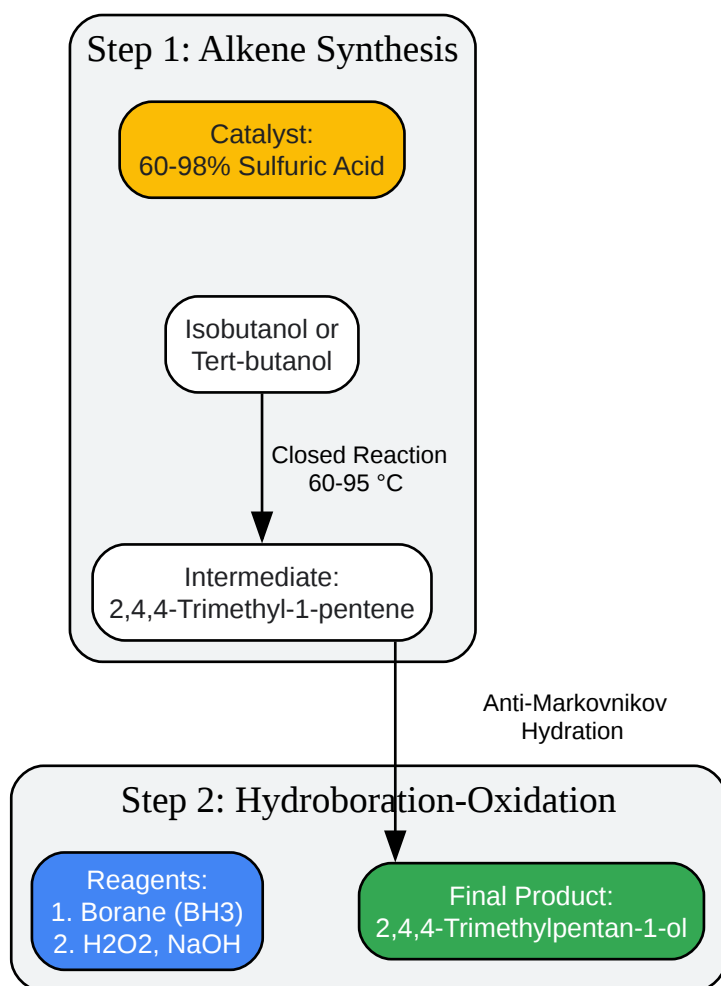 Step 1: Alkene Synthesis
Catalyst:
60-98% Sulfuric Acid
Isobutanol or
Tert-butanol
Closed Reaction
60-95 °C
Intermediate:
2,4,4-Trimethyl-1-pentene
Anti-Markovnikov
Hydration
Step 2: Hydroboration-Oxidation
Reagents:
1. Borane (BH3)
2. H2O2, NaOH
Final Product:
2,4,4-Trimethylpentan-1-ol